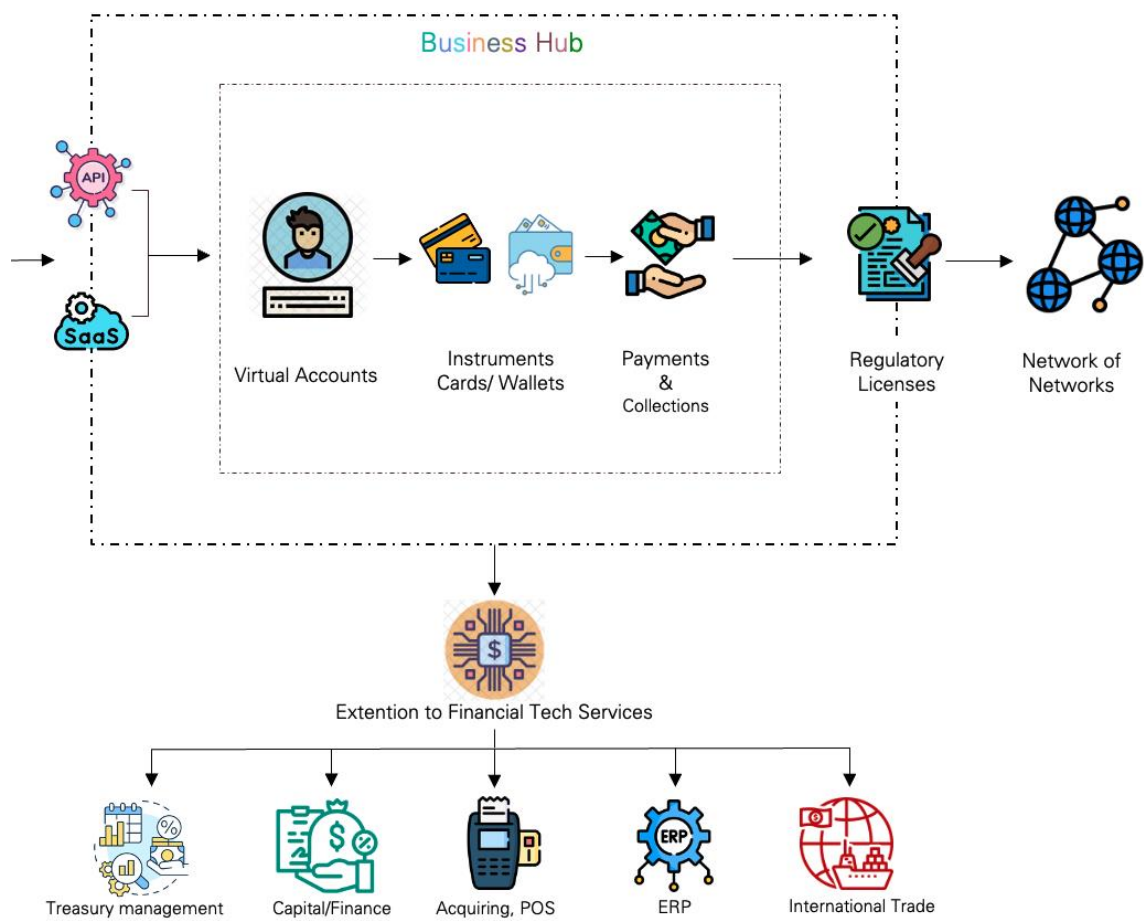 Business Hub
API
SaaS
Virtual Accounts
Instruments
Cards/ Wallets
Payments
&
Collections
Regulatory
Licenses
Network of
Networks
$
Extention to Financial Tech Services
%
$
%
ERP
$
Treasury management
Capital/Finance
Acquiring, POS
ERP
International Trade